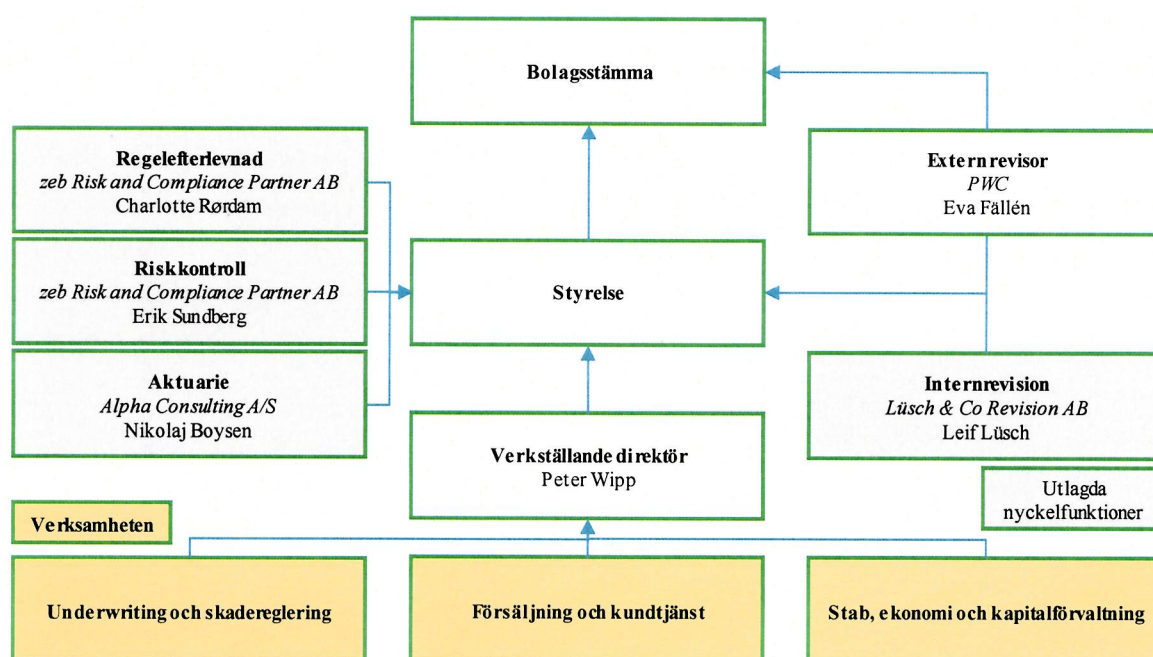 Bolagsstämma
Regelefterlevnad
zeb Risk and Compliance Partner AB
Charlotte Rørdam
Externrevisor
PWC
Eva Fällén
Riskkontroll
zeb Risk and Compliance Partner AB
Erik Sundberg
Styrelse
Aktuarie
Alpha Consulting A/S
Nikolaj Boysen
Internrevision
Lüsch & Co Revision AB
Leif Lüsch
Verkställande direktör
Peter Wipp
Utlagda
nyckelfunktioner
Verksamheten
Underwriting och skadereglering
Försäljning och kundtjänst
Stab, ekonomi och kapitalförvaltning